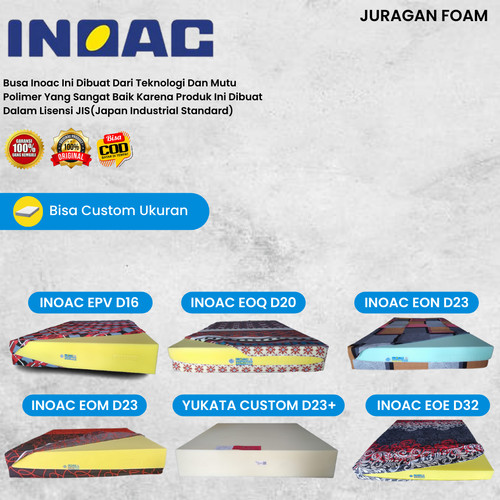 INOAC
JURAGAN FOAM
Busa Inoac Ini Dibuat Dari Teknologi Dan Mutu
Polimer Yang Sangat Baik Karena Produk Ini Dibuat
Dalam Lisensi JIS(Japan Industrial Standard)
100%
100%
ORIGINAL
Bisa
COD
Bisa Custom Ukuran
INOAC EPV D16
INOAC EOQ D20
INOAC EON D23
INOAC EOM D23
YUKATA CUSTOM D23+
INOAC EOE D32